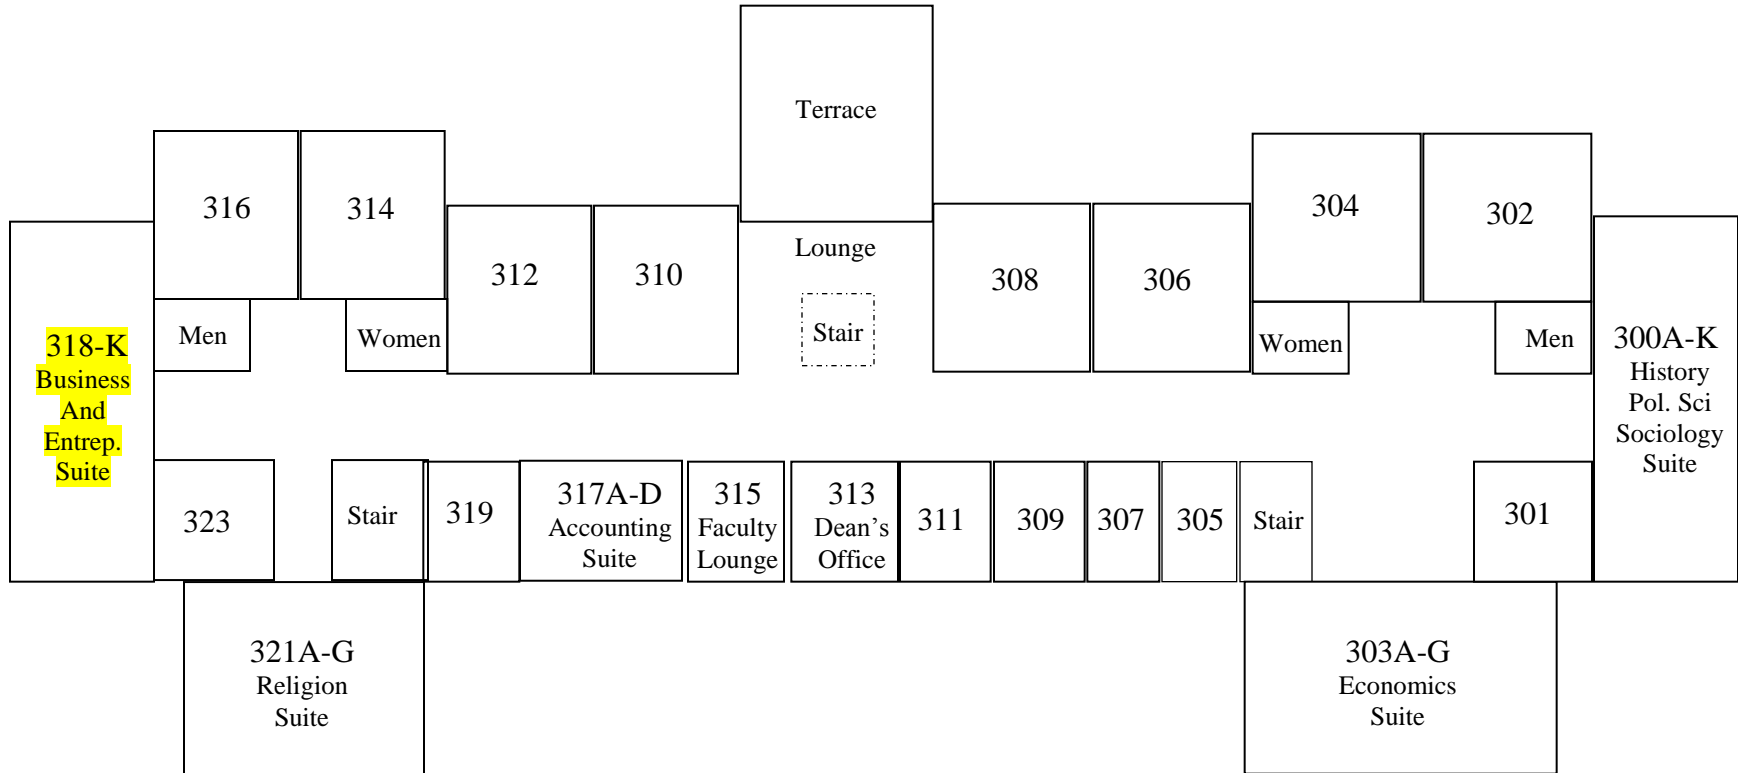 Terrace
316
314
304
302
Lounge
312
310
308
306
Men
Women
Stair
Women
Men
318-K
Business
And
Entrep.
Suite
300A-K
History
Pol. Sci
Sociology
Suite
323
Stair
319
317A-D
Accounting
Suite
315
Faculty
Lounge
313
Dean’s
Office
311
309
307
305
Stair
301
321A-G
Religion
Suite
303A-G
Economics
Suite